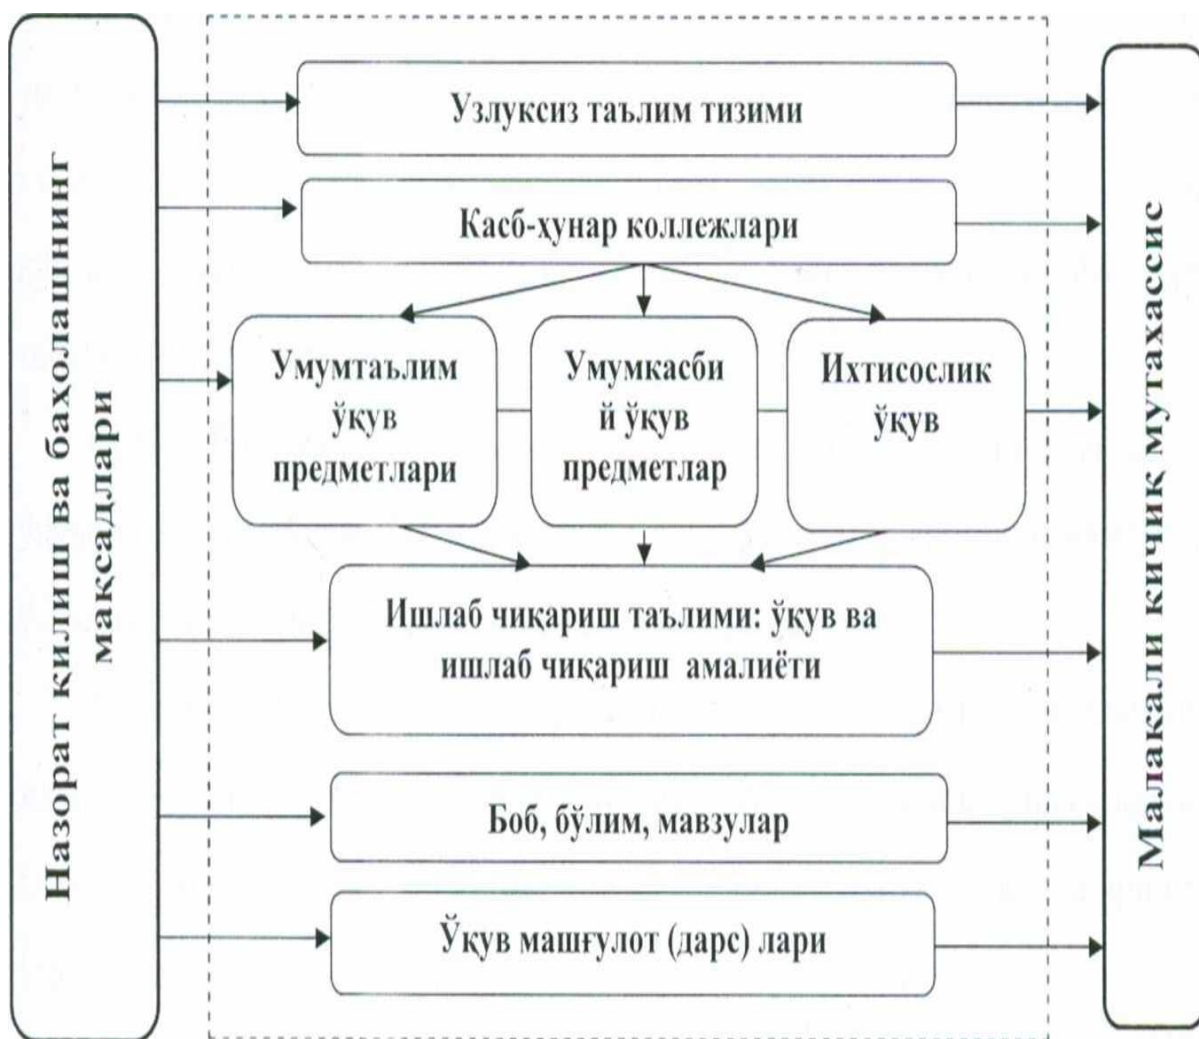 Назорат қилиш ва баҳолашнинг
мақсадлари
Узлуксиз таълим тизими
Касб-ҳунар коллежлари
Умумтаълим
ўқув
предметлари
Умумкасби
й ўқув
предметлар
Ихтисослик
ўқув
Ишлаб чиқариш таълими: ўқув ва
ишлаб чиқариш амалиёти
Боб, бўлим, мавзулар
Ўқув машғулот (дарс) лари
Малакали кичик мутахассис